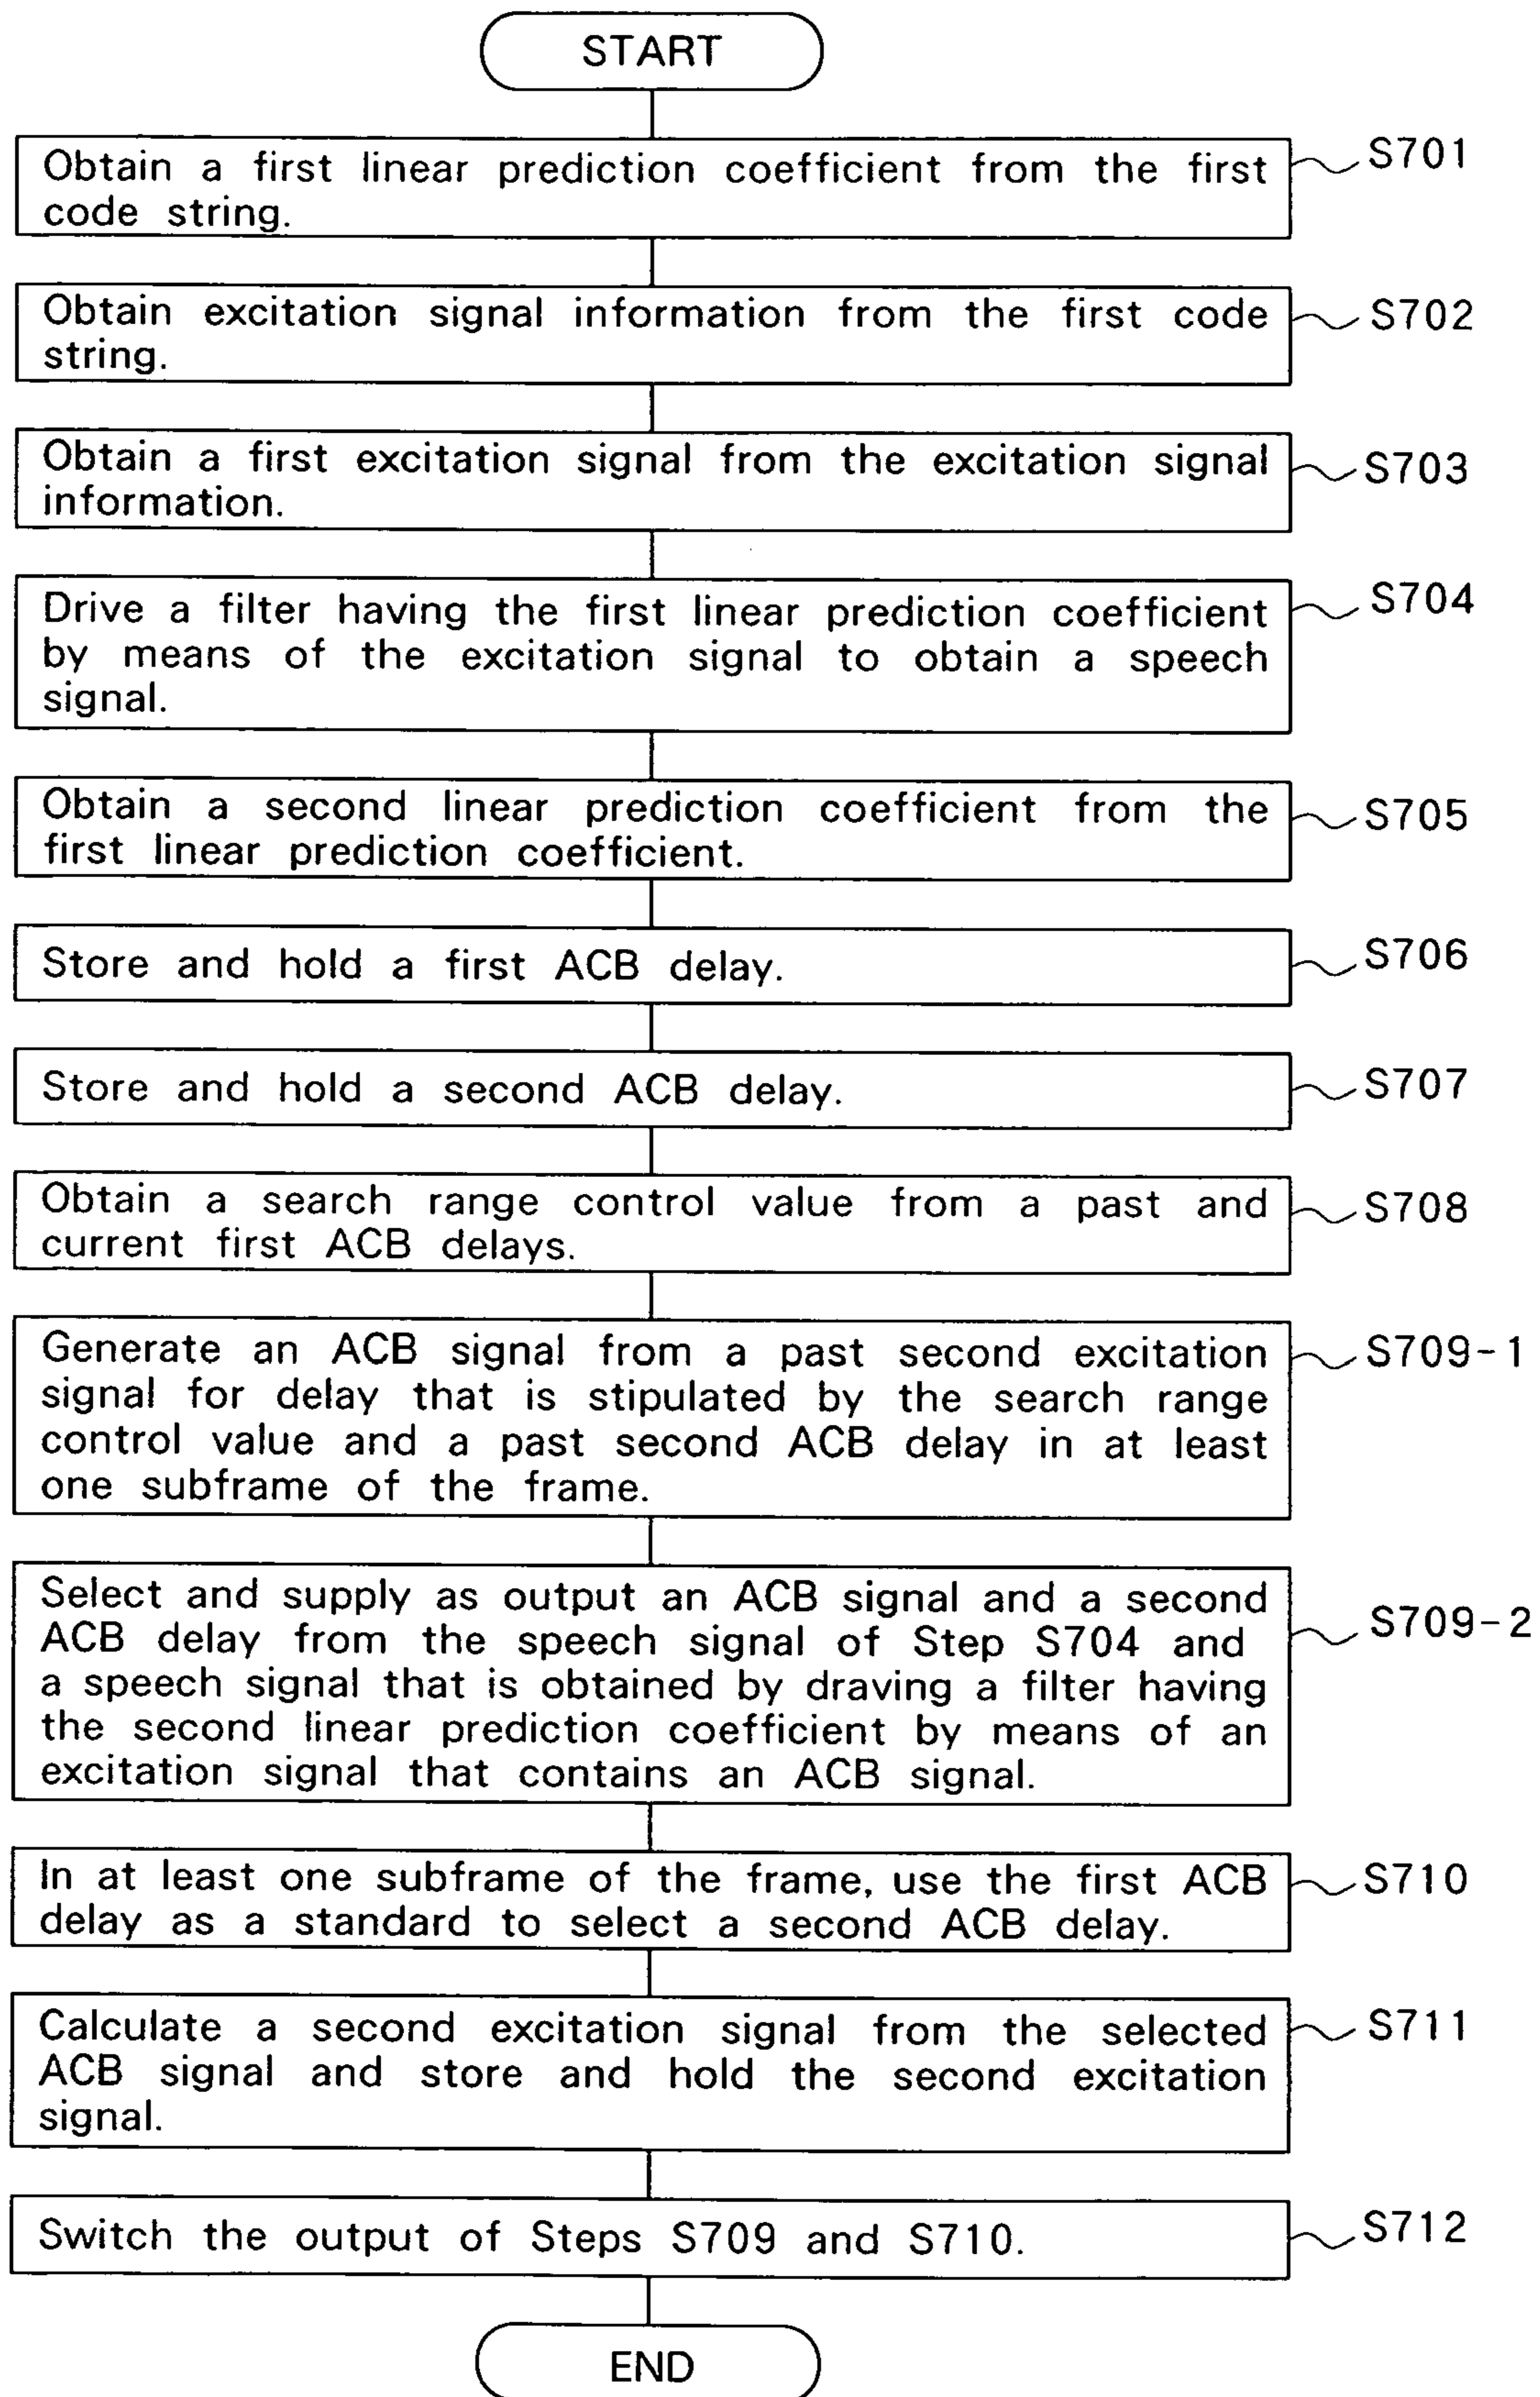 START
Obtain a first linear prediction coefficient from the first
code string.
S701
Obtain excitation signal information from the first code
string.
S702
Obtain a first excitation signal from the excitation signal
information.
S703
Drive a filter having the first linear prediction coefficient
by means of the excitation signal to obtain a speech
signal.
S704
Obtain a second linear prediction coefficient from the
first linear prediction coefficient.
S705
Store and hold a first ACB delay.
S706
Store and hold a second ACB delay.
S707
Obtain a search range control value from a past and
current first ACB delays.
S708
Generate an ACB signal from a past second excitation
signal for delay that is stipulated by the search range
control value and a past second ACB delay in at least
one subframe of the frame.
S709-1
Select and supply as output an ACB signal and a second
ACB delay from the speech signal of Step S704 and
a speech signal that is obtained by draving a filter having
the second linear prediction coefficient by means of an
excitation signal that contains an ACB signal.
S709-2
In at least one subframe of the frame, use the first ACB
delay as a standard to select a second ACB delay.
S710
Calculate a second excitation signal from the selected
ACB signal and store and hold the second excitation
signal.
S711
Switch the output of Steps S709 and S710.
S712
END